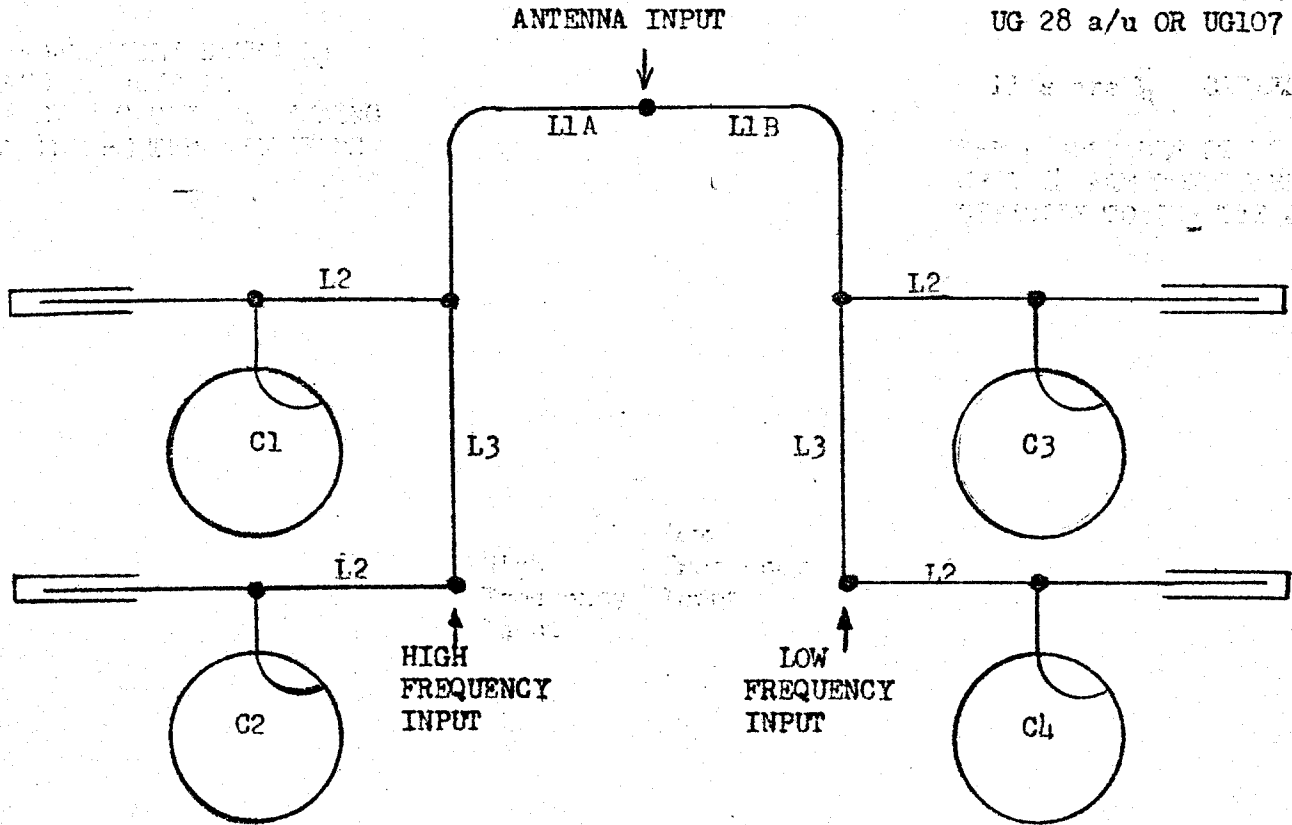 ANTENNA INPUT
UG 28 a/u OR UG107
L1A
L1B
L2
L2
C1
L3
L3
C3
L2
L2
HIGH
FREQUENCY
INPUT
LOW
FREQUENCY
INPUT
C2
C4